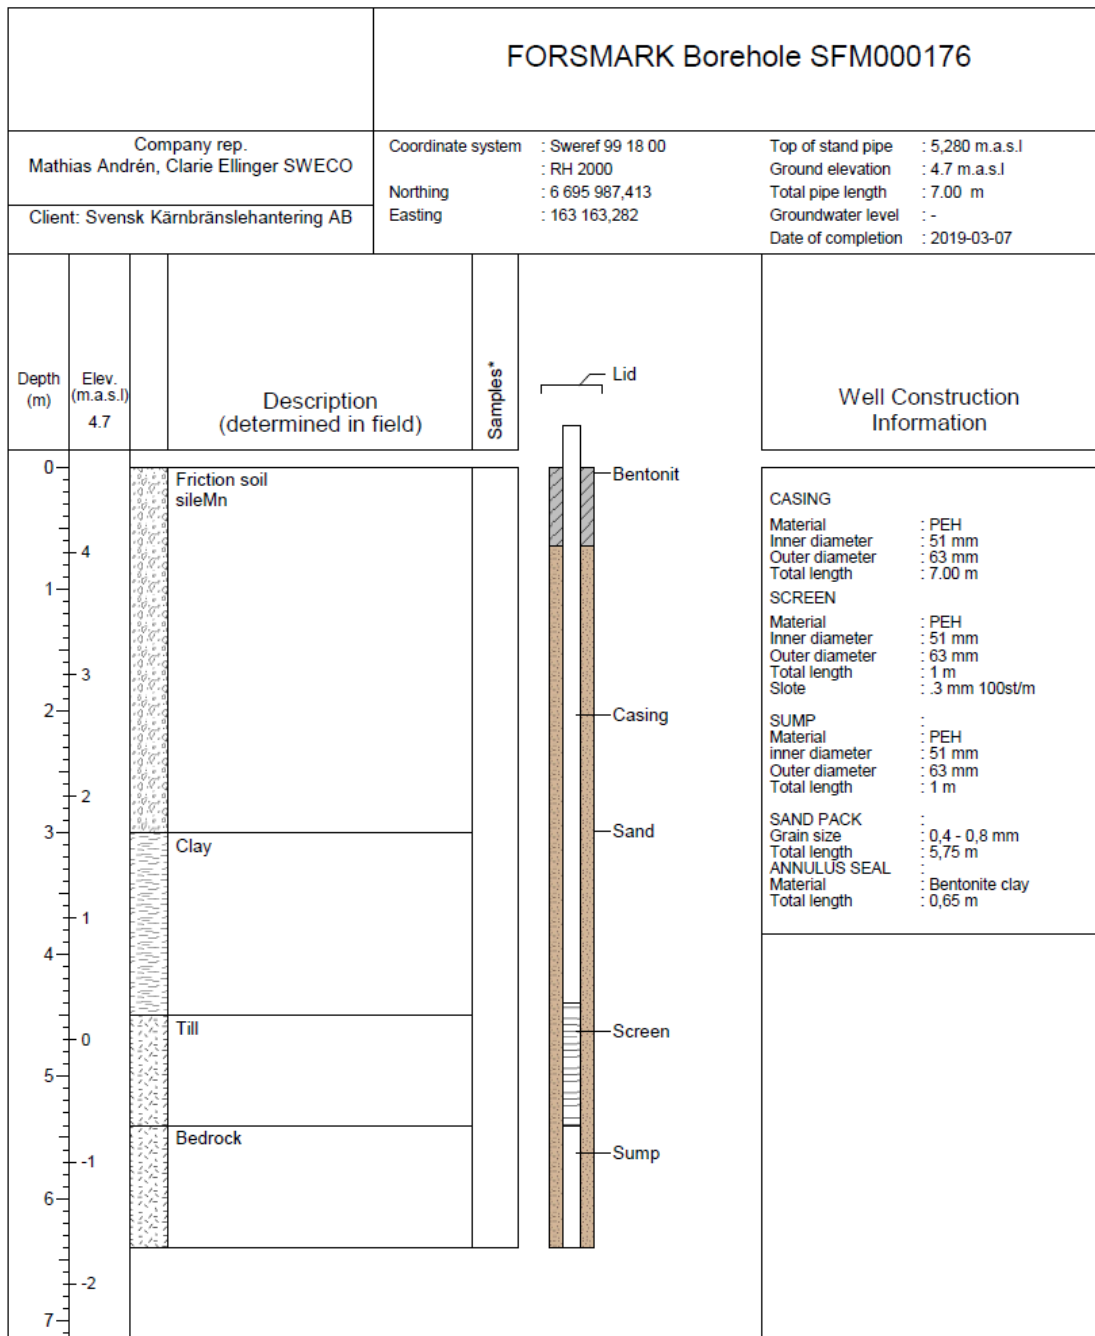 FORSMARK Borehole SFM000176
Company rep.
Mathias Andrén, Clarie Ellinger SWECO
Client: Svensk Kärnbränslehantering AB
Coordinate system : Sweref 99 18 00
: RH 2000
Northing : 6 695 987,413
Easting : 163 163,282
Top of stand pipe : 5,280 m.a.s.l
Ground elevation : 4.7 m.a.s.l
Total pipe length : 7.00 m
Groundwater level : -
Date of completion : 2019-03-07
Depth
(m)
Elev.
(m.a.s.l)
4.7
Description
(determined in field)
Samples*
Lid
Well Construction
Information
0
1
2
3
4
5
6
7
4
3
2
1
0
-1
-2
Friction soil
sileMn
Clay
Till
Bedrock
Bentonit
Casing
Sand
Screen
Sump
CASING
Material : PEH
Inner diameter : 51 mm
Outer diameter : 63 mm
Total length : 7.00 m
SCREEN
Material : PEH
Inner diameter : 51 mm
Outer diameter : 63 mm
Total length : 1 m
Slote : .3 mm 100st/m
SUMP :
Material : PEH
inner diameter : 51 mm
Outer diameter : 63 mm
Total length : 1 m
SAND PACK :
Grain size : 0,4 - 0,8 mm
Total length : 5,75 m
ANNULUS SEAL :
Material : Bentonite clay
Total length : 0,65 m